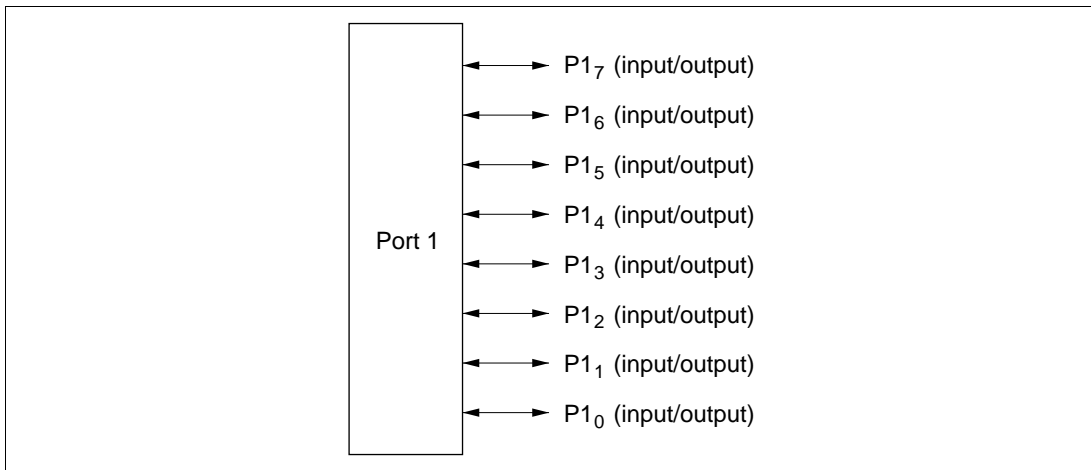 P1₇ (input/output)
P1₆ (input/output)
P1₅ (input/output)
P1₄ (input/output)
Port 1
P1₃ (input/output)
P1₂ (input/output)
P1₁ (input/output)
P1₀ (input/output)